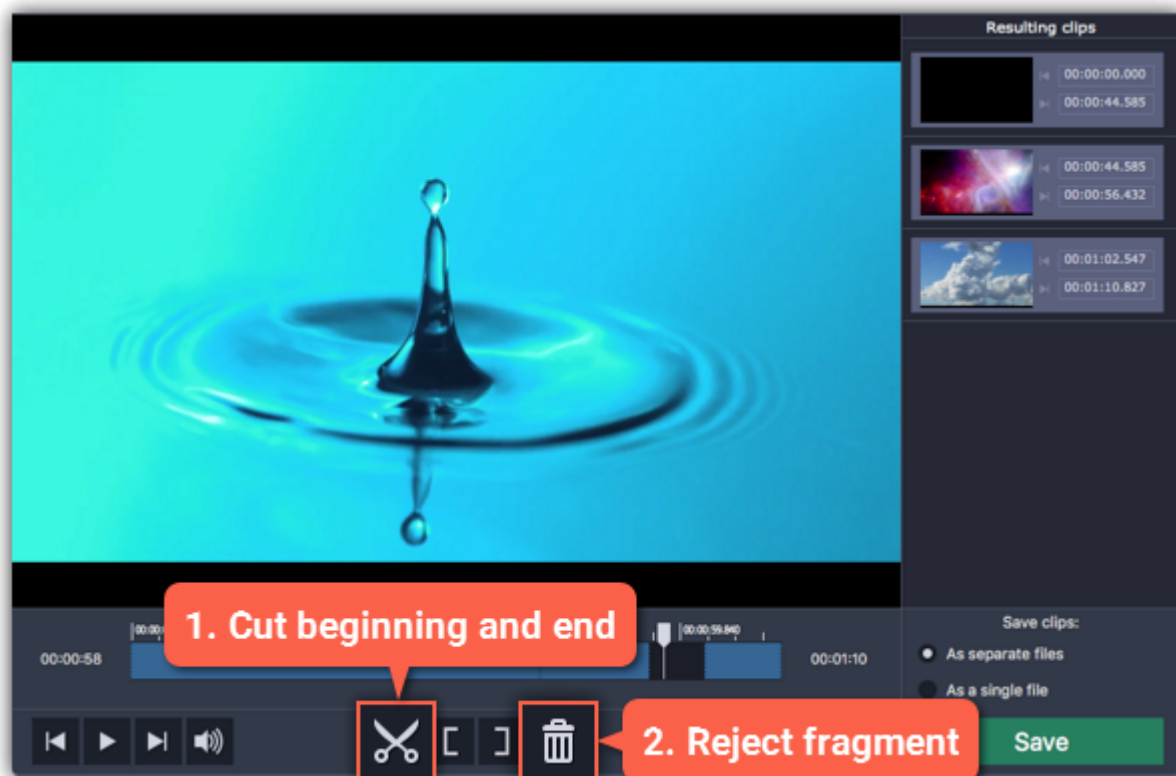 Resulting clips
00:00:00.000
00:00:44.585
00:00:44.585
00:00:56.432
00:01:02.547
00:01:10.827
1. Cut beginning and end
00:00:59.840
00:00:58
00:01:10
Save clips:
As separate files
As a single file
2. Reject fragment
Save